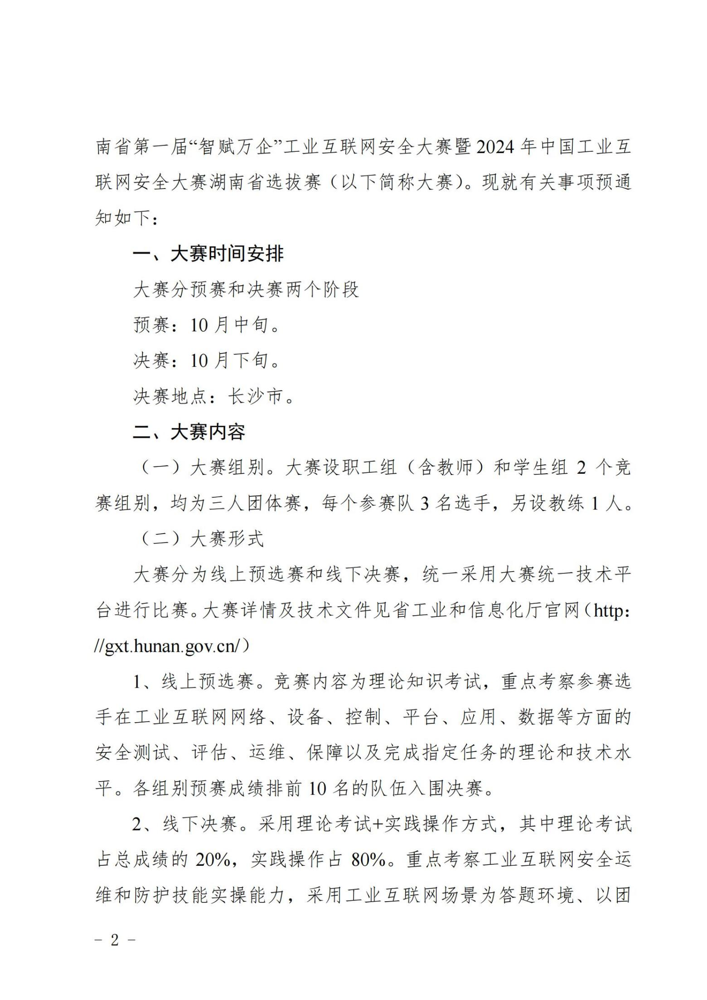 南省第一届“智赋万企”工业互联网安全大赛暨 2024 年中国工业互
联网安全大赛湖南省选拔赛（以下简称大赛）。现就有关事项预通
知如下：
一、大赛时间安排
大赛分预赛和决赛两个阶段
预赛：10 月中旬。
决赛：10 月下旬。
决赛地点：长沙市。
二、大赛内容
（一）大赛组别。大赛设职工组（含教师）和学生组 2 个竞
赛组别，均为三人团体赛，每个参赛队 3 名选手，另设教练 1 人。
（二）大赛形式
大赛分为线上预选赛和线下决赛，统一采用大赛统一技术平
台进行比赛。大赛详情及技术文件见省工业和信息化厅官网（http：
//gxt.hunan.gov.cn/）
1、线上预选赛。竞赛内容为理论知识考试，重点考察参赛选
手在工业互联网网络、设备、控制、平台、应用、数据等方面的
安全测试、评估、运维、保障以及完成指定任务的理论和技术水
平。各组别预赛成绩排前 10 名的队伍入围决赛。
2、线下决赛。采用理论考试+实践操作方式，其中理论考试
占总成绩的 20%，实践操作占 80%。重点考察工业互联网安全运
维和防护技能实操能力，采用工业互联网场景为答题环境、以团
- 2 -